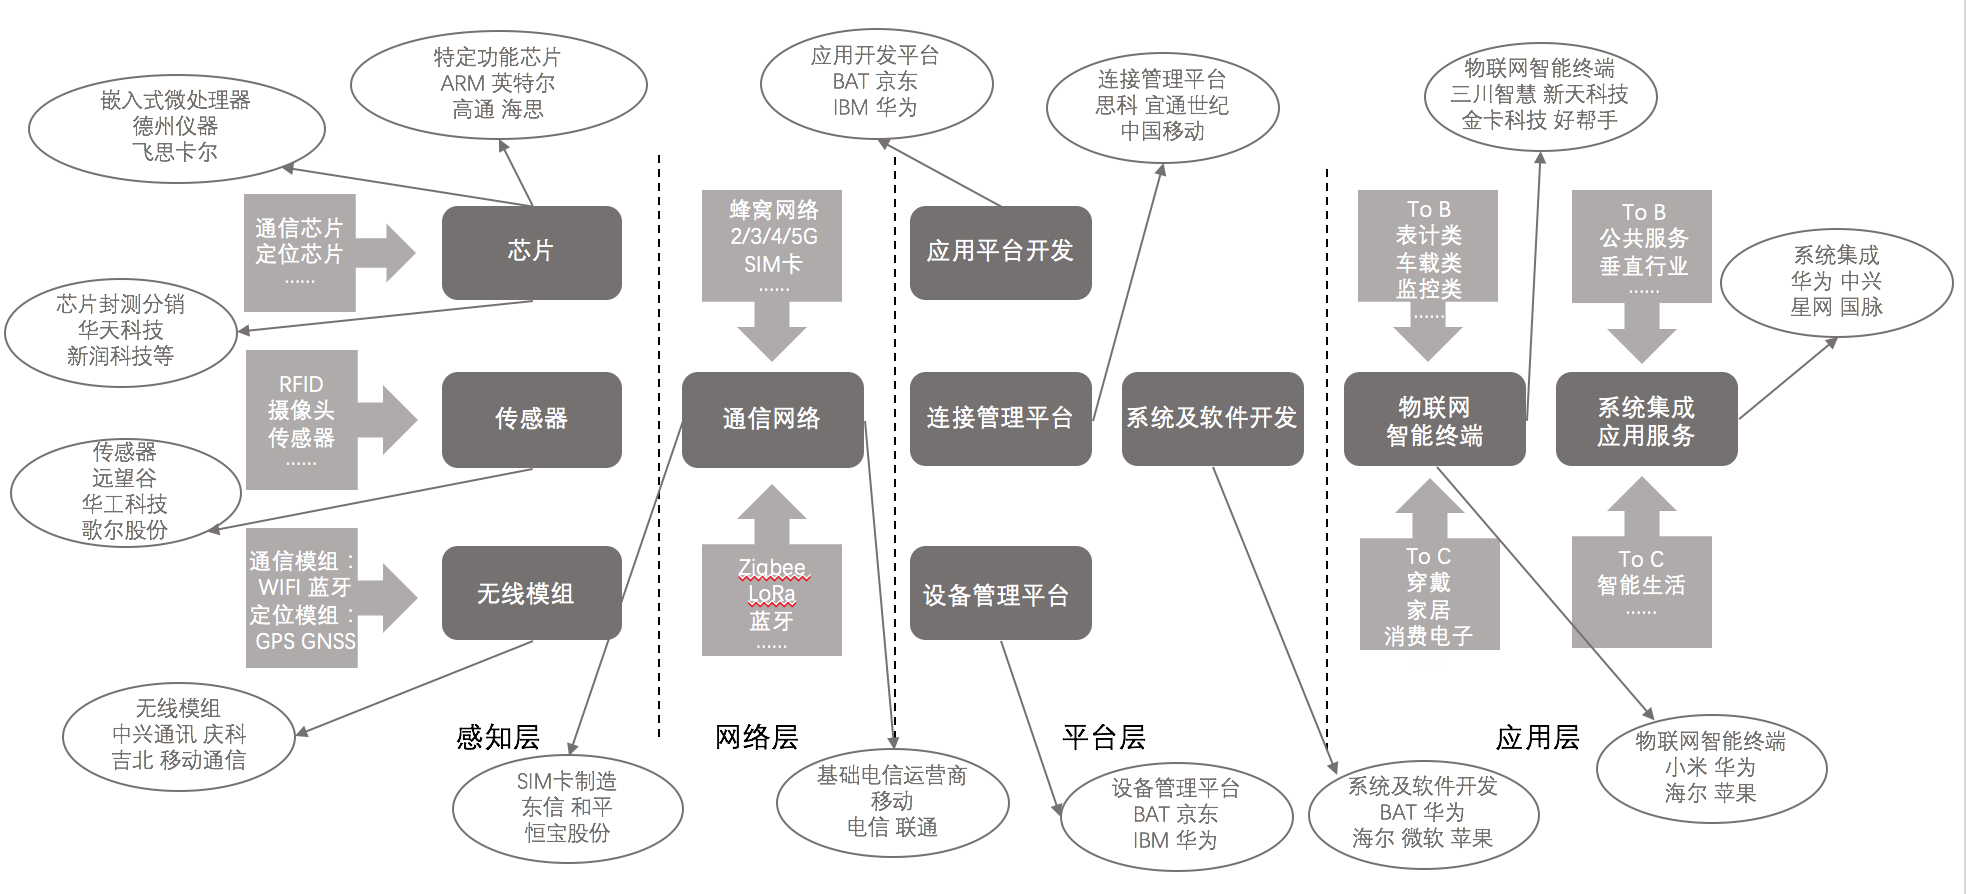 特定功能芯片
ARM 英特尔
高通 海思
嵌入式微处理器
德州仪器
飞思卡尔
通信芯片
定位芯片
……
芯片
芯片封测分销
华天科技
新润科技等
RFID
摄像头
传感器
……
传感器
传感器
远望谷
华工科技
歌尔股份
通信模组：
WIFI 蓝牙
定位模组：
GPS GNSS
无线模组
无线模组
中兴通讯 庆科
吉北 移动通信
感知层
SIM卡制造
东信 和平
恒宝股份
蜂窝网络
2/3/4/5G
SIM卡
……
通信网络
Zigbee
LoRa
蓝牙
……
网络层
基础电信运营商
移动
电信 联通
应用开发平台
BAT 京东
IBM 华为
连接管理平台
思科 宜通世纪
中国移动
应用平台开发
连接管理平台
系统及软件开发
设备管理平台
平台层
设备管理平台
BAT 京东
IBM 华为
系统及软件开发
BAT 华为
海尔 微软 苹果
物联网智能终端
三川智慧 新天科技
金卡科技 好帮手
To B
表计类
车载类
监控类
……
To B
公共服务
垂直行业
……
系统集成
华为 中兴
星网 国脉
物联网
智能终端
系统集成
应用服务
To C
穿戴
家居
消费电子
To C
智能生活
……
应用层
物联网智能终端
小米 华为
海尔 苹果